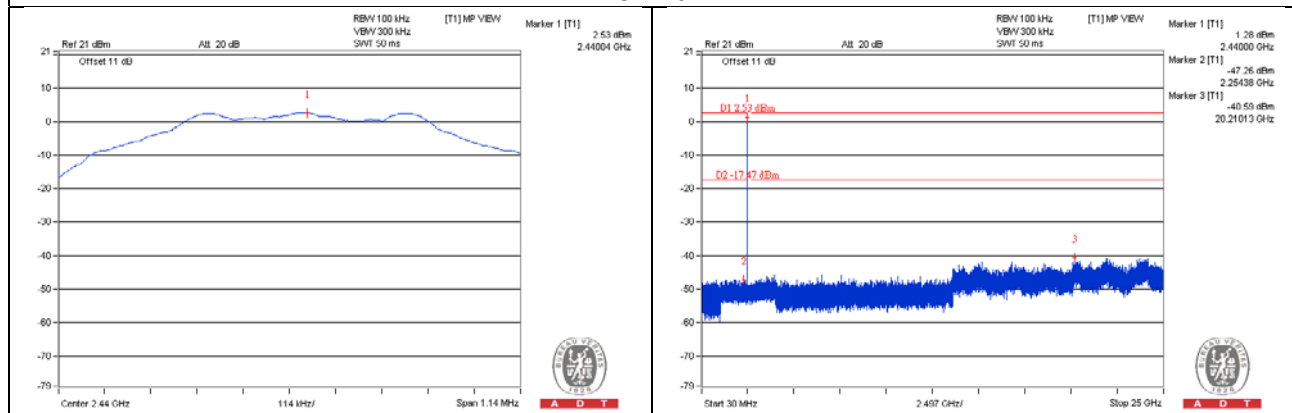 RBW 100 kHz
[T1] MP VIEW
VBW 300 kHz
Marker 1 [T1]
2.53 dBm
Ref 21 dBm
Att 20 dB
SWT 50 ms
2.44004 GHz
21
Offset 11 dB
10
1
0
-10
-20
-30
-40
-50
-60
-70
-79
Center 2.44 GHz
114 kHz/
Span 1.14 MHz
BUREAU VERITAS
1828
A D T
RBW 100 kHz
[T1] MP VIEW
VBW 300 kHz
Marker 1 [T1]
1.28 dBm
Ref 21 dBm
Att 20 dB
SWT 50 ms
2.44000 GHz
21
Offset 11 dB
Marker 2 [T1]
-47.26 dBm
2.25438 GHz
10
Marker 3 [T1]
-40.59 dBm
20.21013 GHz
1
D1 2.53 dBm
0
-10
D2 -17.47 dBm
-20
-30
-40
3
2
-50
-60
-70
-79
Start 30 MHz
2.497 GHz/
Stop 25 GHz
BUREAU VERITAS
1828
A D T